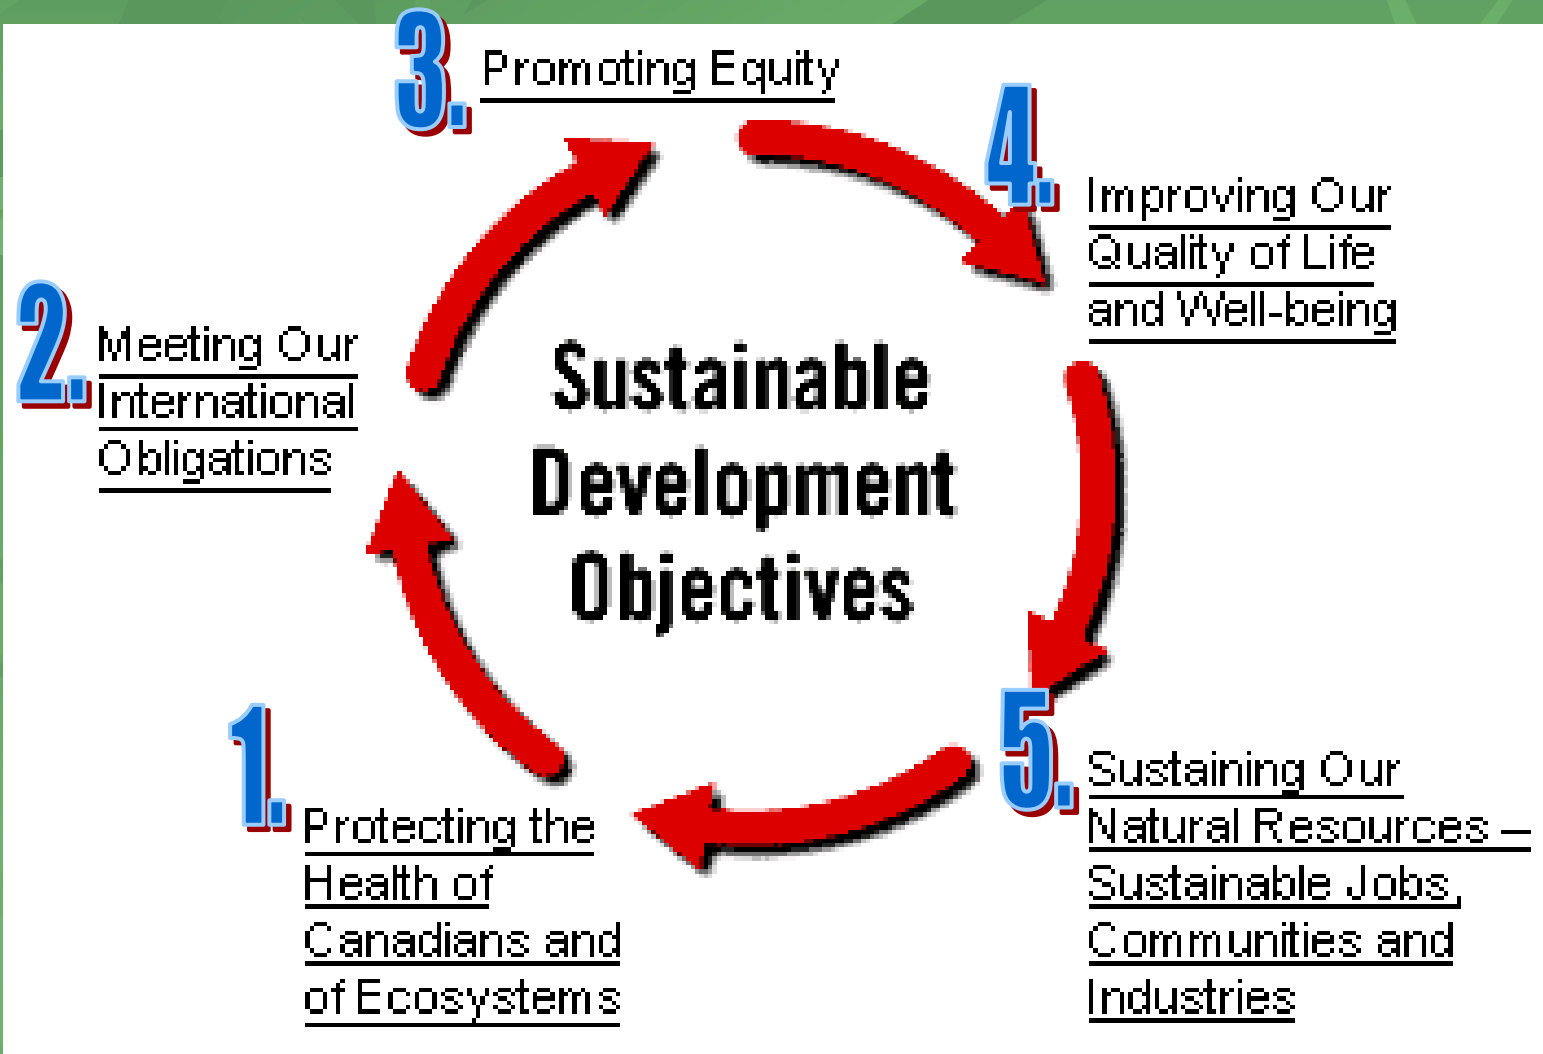 3.
Promoting Equity
4.
Improving Our
Quality of Life
and Well-being
2.
Meeting Our
International
Obligations
Sustainable
Development
Objectives
1.
Protecting the
Health of
Canadians and
of Ecosystems
5.
Sustaining Our
Natural Resources –
Sustainable Jobs,
Communities and
Industries